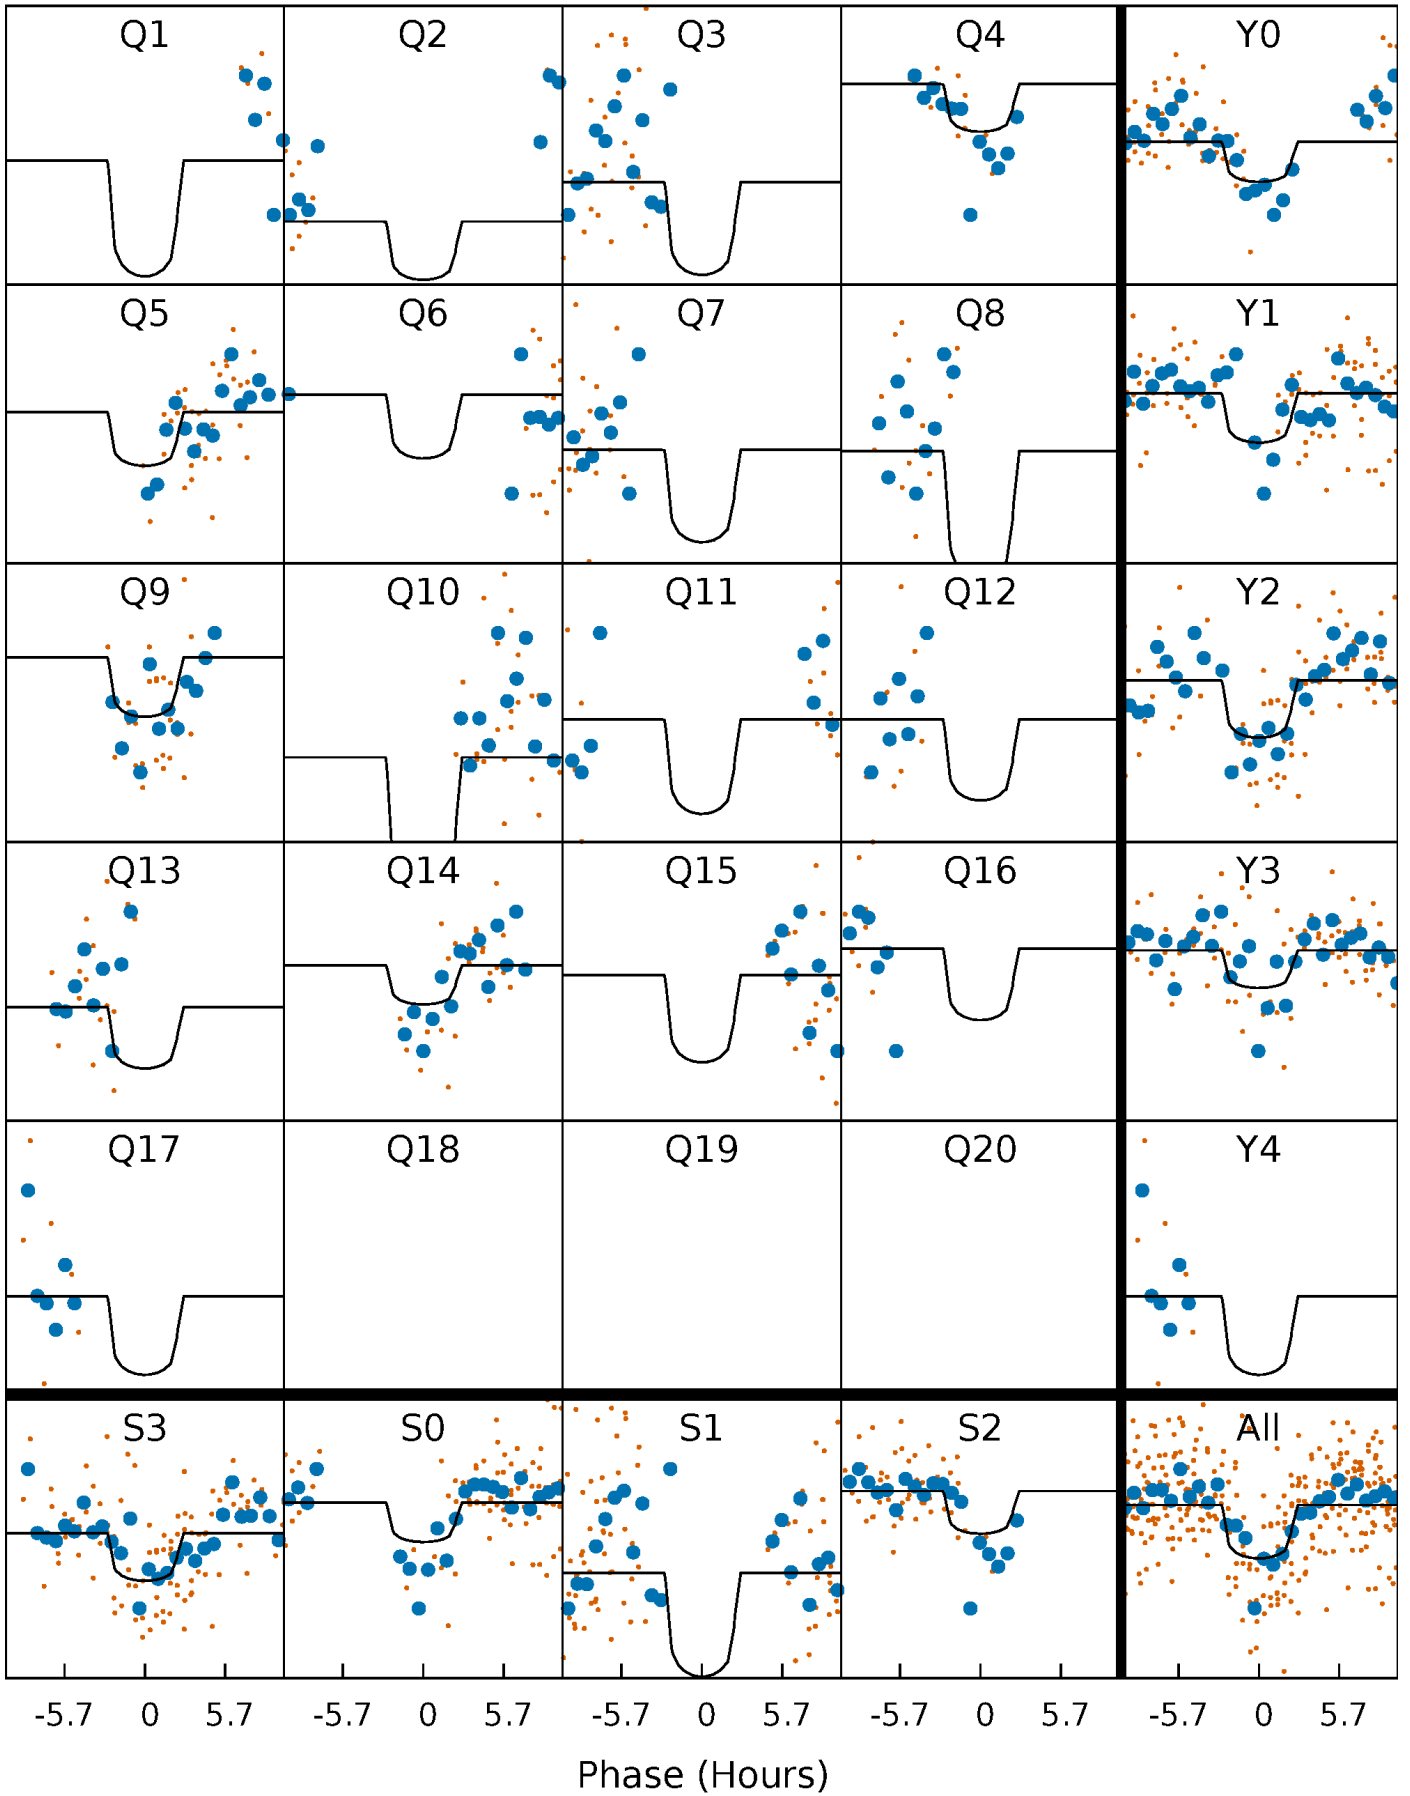 Q1 Q2 Q3 Q4 Y0
Q5 Q6 Q7 Q8 Y1
Q9 Q10 Q11 Q12 Y2
Q13 Q14 Q15 Q16 Y3
Q17 Q18 Q19 Q20 Y4
S3 S0 S1 S2 All
-5.7 0 5.7 -5.7 0 5.7 -5.7 0 5.7 -5.7 0 5.7 -5.7 0 5.7
Phase (Hours)